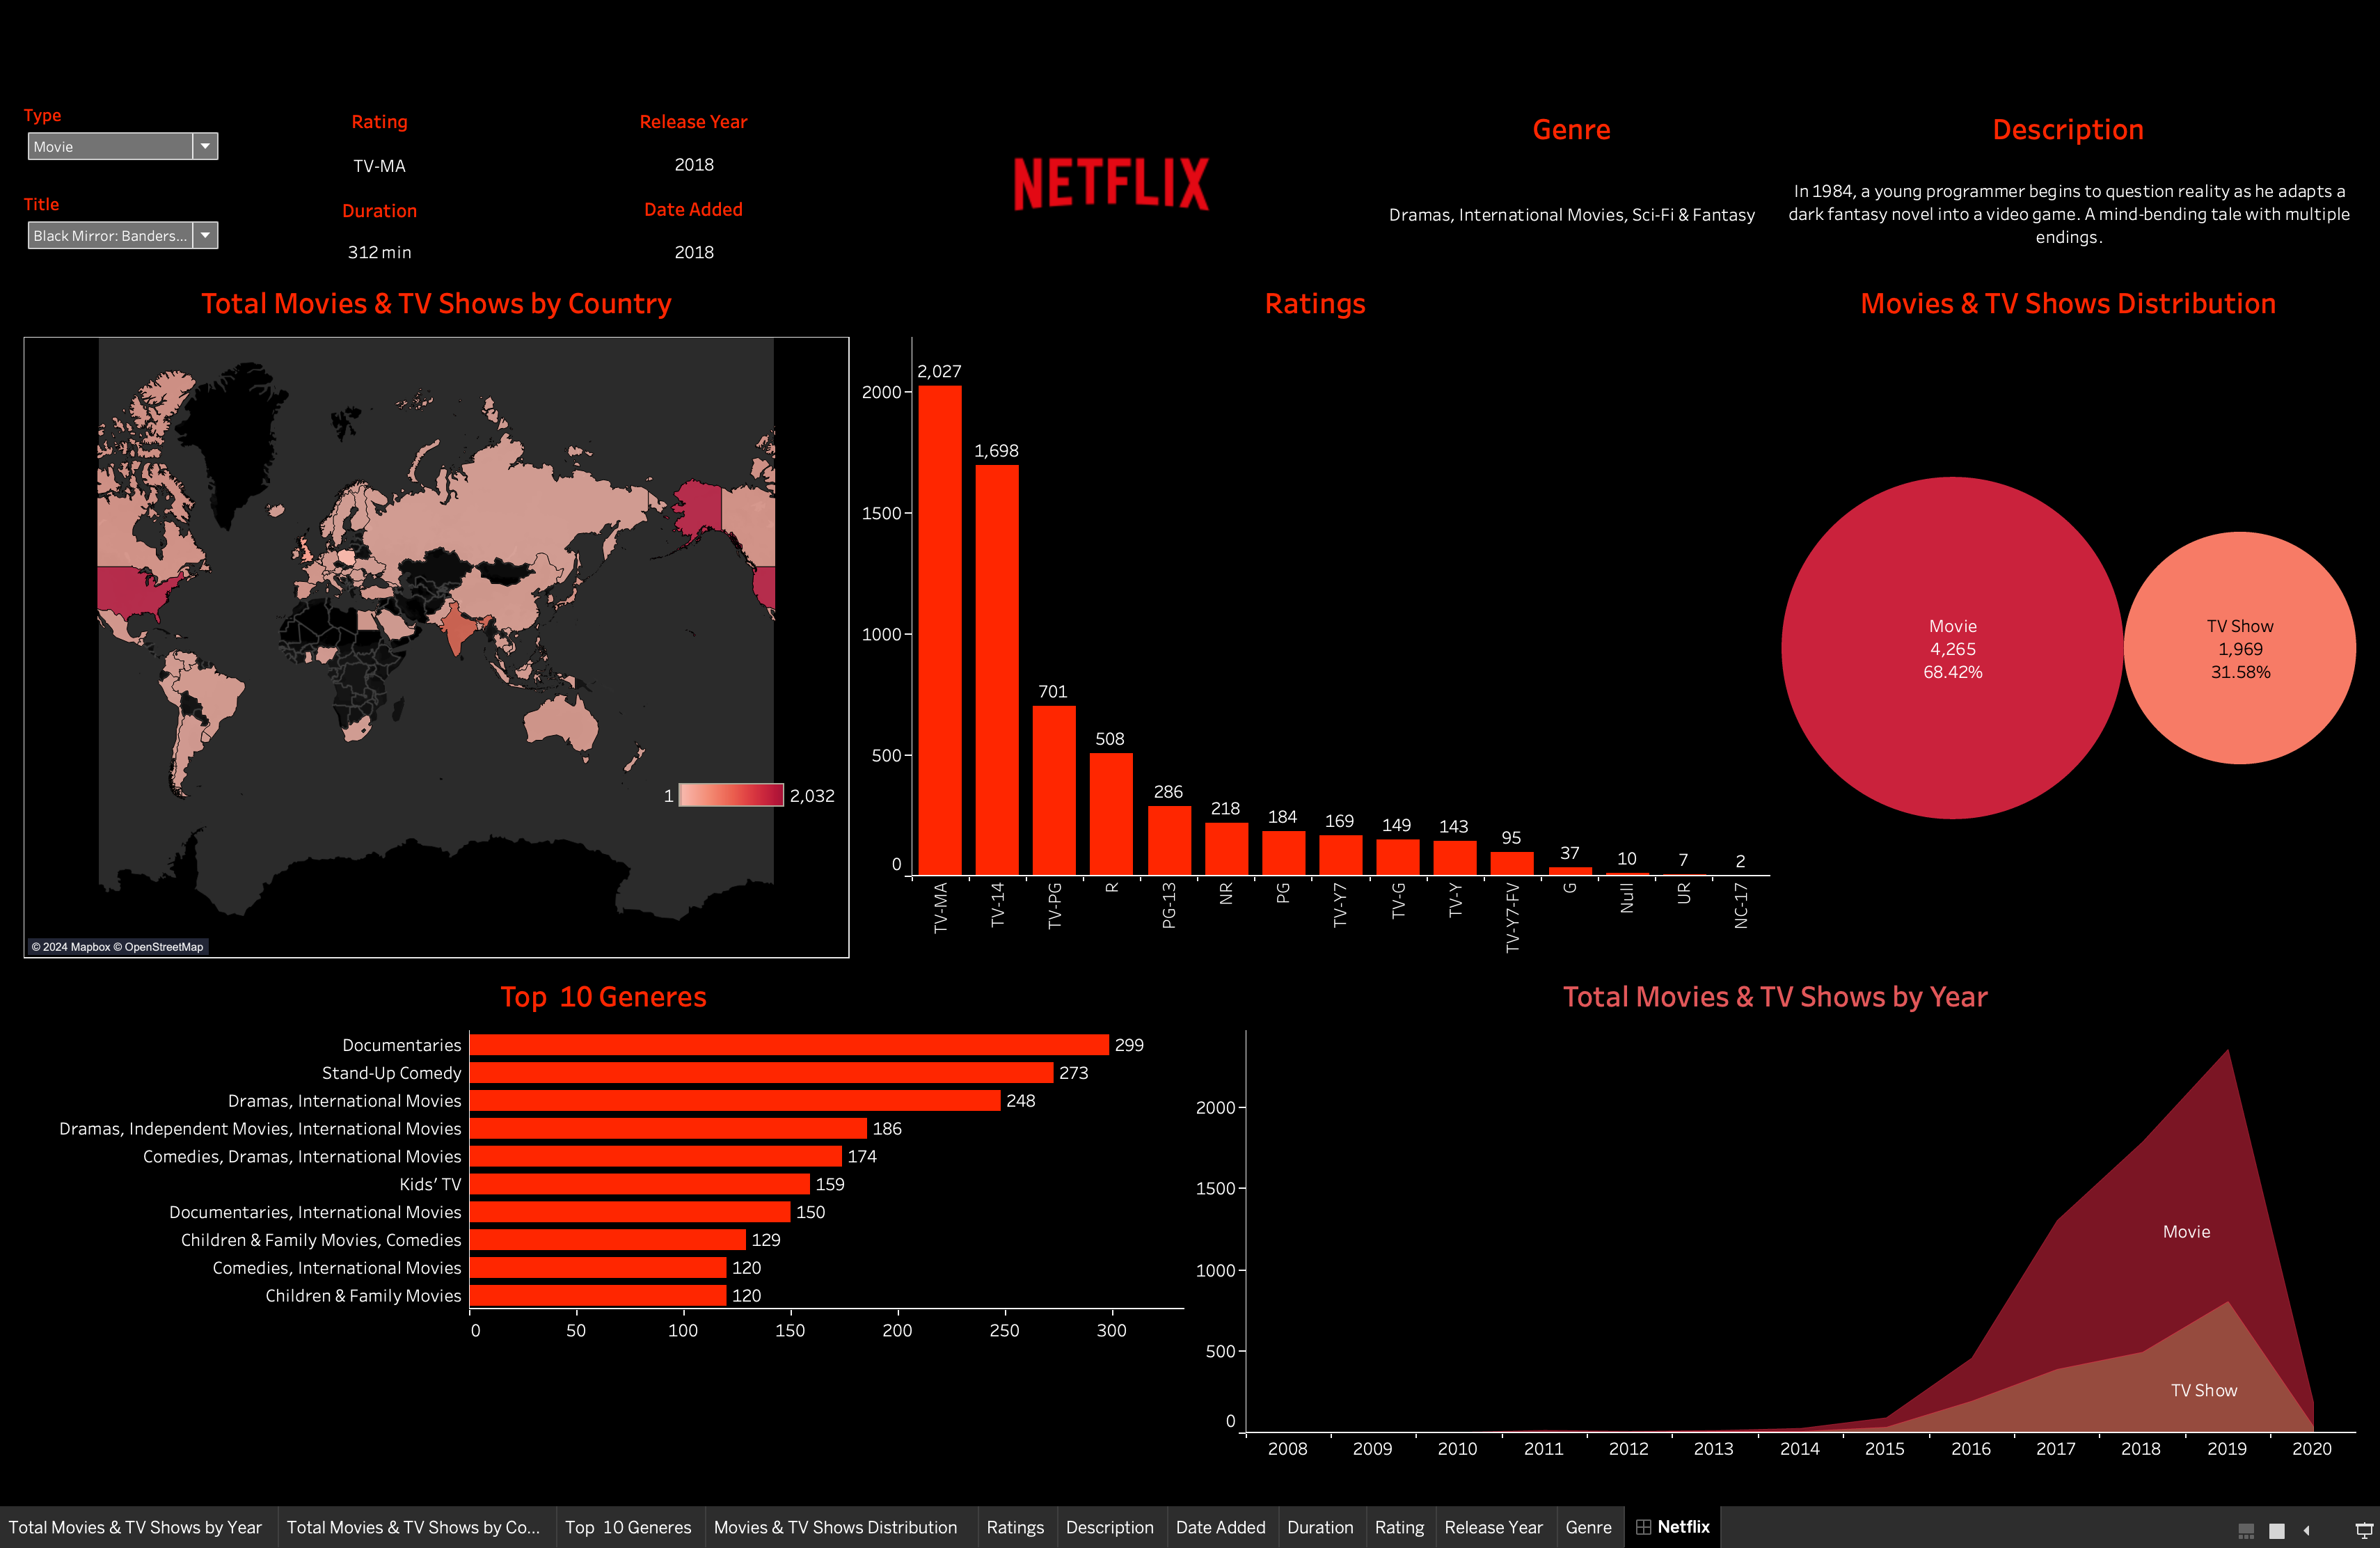 Type
Movie
Title
Black Mirror: Banders...
Rating
TV-MA
Duration
312 min
Release Year
2018
Date Added
2018
NETFLIX
Genre
Dramas, International Movies, Sci-Fi & Fantasy
Description
In 1984, a young programmer begins to question reality as he adapts a
dark fantasy novel into a video game. A mind-bending tale with multiple
endings.
Total Movies & TV Shows by Country
1
2,032
© 2024 Mapbox © OpenStreetMap
Ratings
2000
1500
1000
500
0
2,027
1,698
701
508
286
218
184
169
149
143
95
37
10
7
2
TV-MA
TV-14
TV-PG
R
PG-13
NR
PG
TV-Y7
TV-G
TV-Y
TV-Y7-FV
G
Null
UR
NC-17
Movies & TV Shows Distribution
Movie
4,265
68.42%
TV Show
1,969
31.58%
Top  10 Generes
Documentaries 299
Stand-Up Comedy 273
Dramas, International Movies 248
Dramas, Independent Movies, International Movies 186
Comedies, Dramas, International Movies 174
Kids’ TV 159
Documentaries, International Movies 150
Children & Family Movies, Comedies 129
Comedies, International Movies 120
Children & Family Movies 120
0 50 100 150 200 250 300
Total Movies & TV Shows by Year
2000
1500
1000
500
0
Movie
TV Show
2008 2009 2010 2011 2012 2013 2014 2015 2016 2017 2018 2019 2020
Total Movies & TV Shows by Year
Total Movies & TV Shows by Co...
Top  10 Generes
Movies & TV Shows Distribution
Ratings
Description
Date Added
Duration
Rating
Release Year
Genre
Netflix